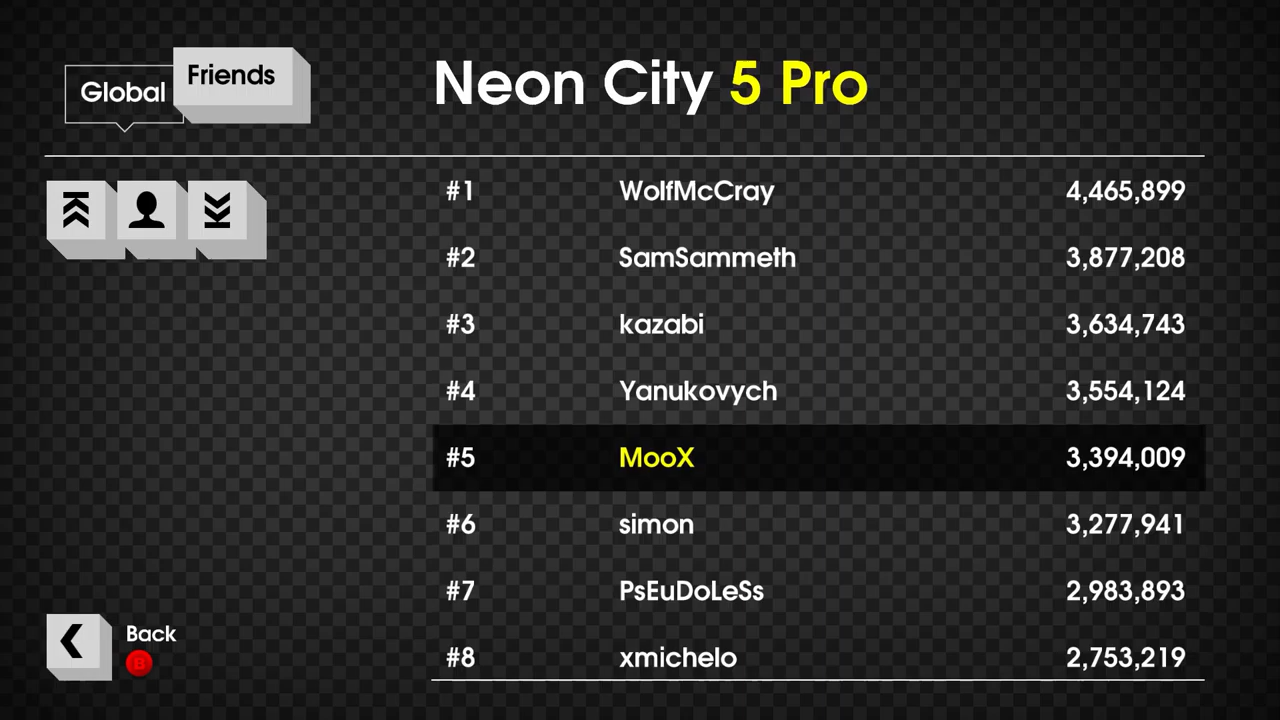 Global
Friends
Neon City 5 Pro
#1 WolfMcCray 4,465,899
#2 SamSammeth 3,877,208
#3 kazabi 3,634,743
#4 Yanukovych 3,554,124
#5 MooX 3,394,009
#6 simon 3,277,941
#7 PsEuDoLeSs 2,983,893
#8 xmichelo 2,753,219
Back
B